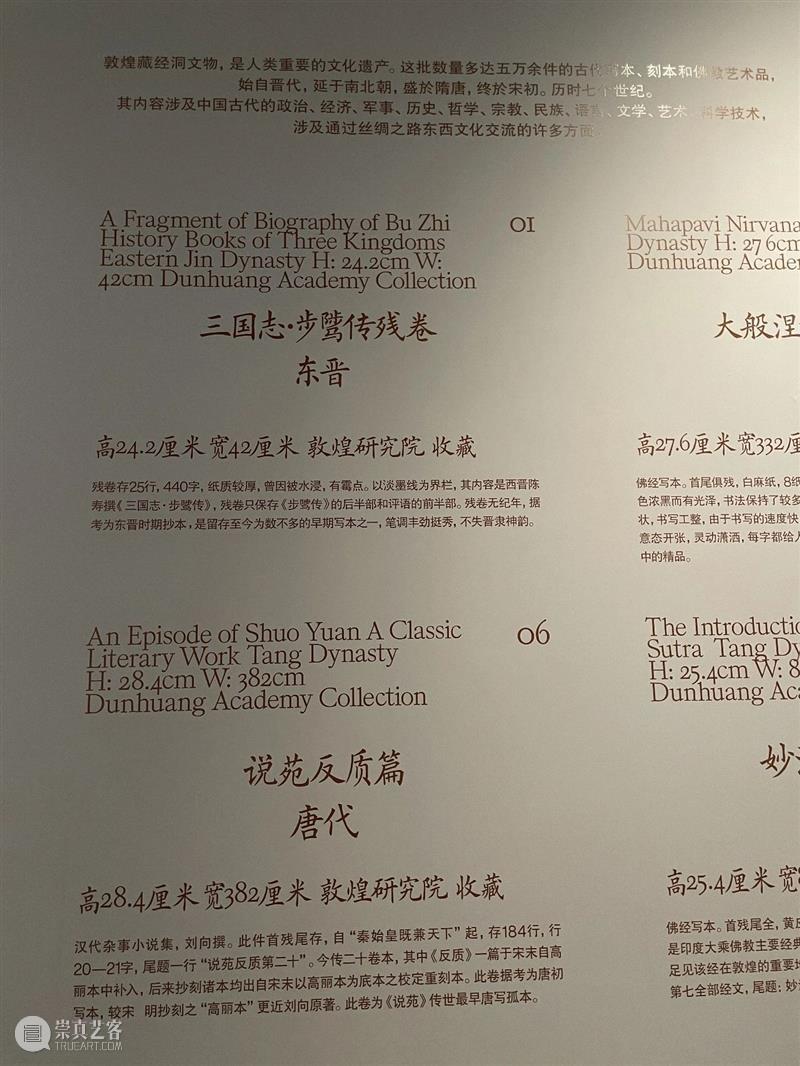 敦煌藏经洞文物，是人类重要的文化遗产。这批数量多达五万余件的古代写本、刻本和佛教艺术品，
始自晋代，延于南北朝，盛於隋唐，终於宋初。历时七个世纪。
其内容涉及中国古代的政治、经济、军事、历史、哲学、宗教、民族、语言、文学、艺术、科学技术，
涉及通过丝绸之路东西文化交流的许多方面。
A Fragment of Biography of Bu Zhi
History Books of Three Kingdoms
Eastern Jin Dynasty H: 24.2cm W:
42cm Dunhuang Academy Collection
01
三国志·步骘传残卷
东晋
高24.2厘米 宽42厘米 敦煌研究院 收藏
残卷存25行，440字，纸质较厚，曾因被水浸，有霉点。以淡墨线为界栏，其内容是西晋陈
寿撰《三国志·步骘传》，残卷只保存《步骘传》的后半部和评语的前半部。残卷无纪年，据
考为东晋时期抄本，是留存至今为数不多的早期写本之一，笔调丰劲挺秀，不失晋隶神韵。
Mahapavi Nirvana
Dynasty H: 27 6cm
Dunhuang Acade
大般涅
高27.6厘米 宽332厘
佛经写本。首尾俱残，白麻纸，8纸
色浓黑而有光泽，书法保持了较多
状，书写工整，由于书写的速度快
意态开张，灵动潇洒，每字都给人
中的精品。
An Episode of Shuo Yuan A Classic
Literary Work Tang Dynasty
H: 28.4cm W: 382cm
Dunhuang Academy Collection
06
说苑反质篇
唐代
高28.4厘米 宽382厘米 敦煌研究院 收藏
汉代杂事小说集，刘向撰。此件首残尾存，自“秦始皇既兼天下”起，存184行，行
20—21字，尾题一行“说苑反质第二十”。今传二十卷本，其中《反质》一篇于宋末自高
丽本中补入，后来抄刻诸本均出自宋末以高丽本为底本之校定重刻本。此卷据考为唐初
写本，较宋 明抄刻之“高丽本”更近刘向原著。此卷为《说苑》传世最早唐写孤本。
The Introductio
Sutra Tang Dy
H: 25.4cm W: 8
Dunhuang Aca
妙
高25.4厘米 宽8
佛经写本。首残尾全，黄
是印度大乘佛教主要经典
足见该经在敦煌的重要地
第七全部经文，尾题：妙
崇真艺客
TRUEART.COM